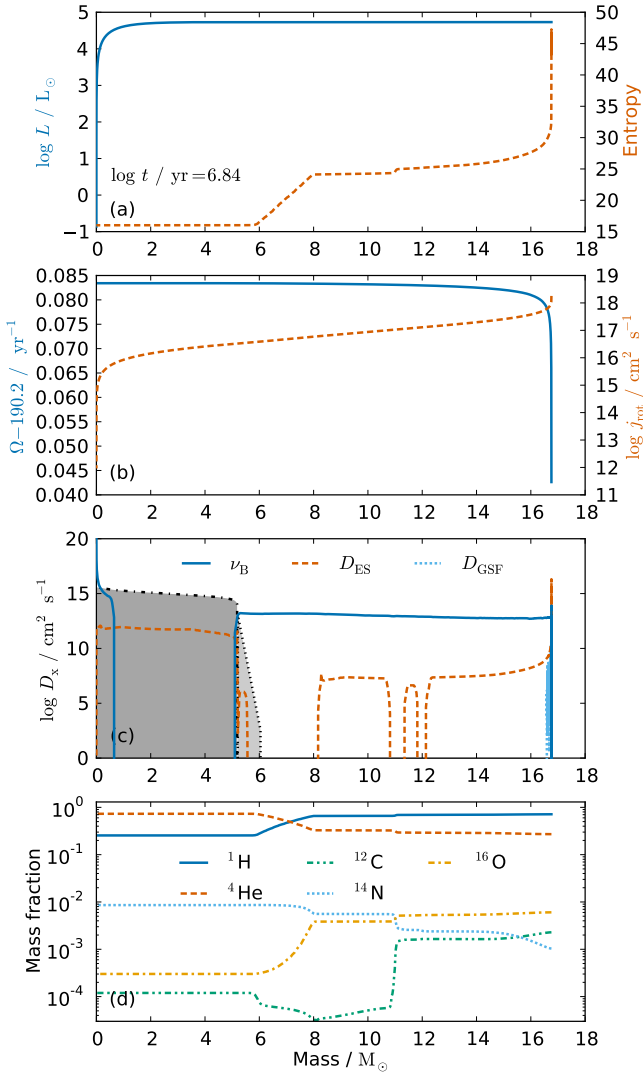 5
4
3
2
1
0
−1
log L / L⊙
50
45
40
35
30
25
20
15
Entropy
log t / yr=6.84
(a)
0 2 4 6 8 10 12 14 16 18
0.085
0.080
0.075
0.070
0.065
0.060
0.055
0.050
0.045
0.040
Ω−190.2 / yr⁻¹
19
18
17
16
15
14
13
12
11
log j_rot / cm² s⁻¹
(b)
0 2 4 6 8 10 12 14 16 18
20
15
10
5
0
log D_x / cm² s⁻¹
ν_B D_ES D_GSF
(c)
0 2 4 6 8 10 12 14 16 18
10⁰
10⁻¹
10⁻²
10⁻³
10⁻⁴
Mass fraction
¹H ¹²C ¹⁶O
⁴He ¹⁴N
(d)
0 2 4 6 8 10 12 14 16 18
Mass / M⊙